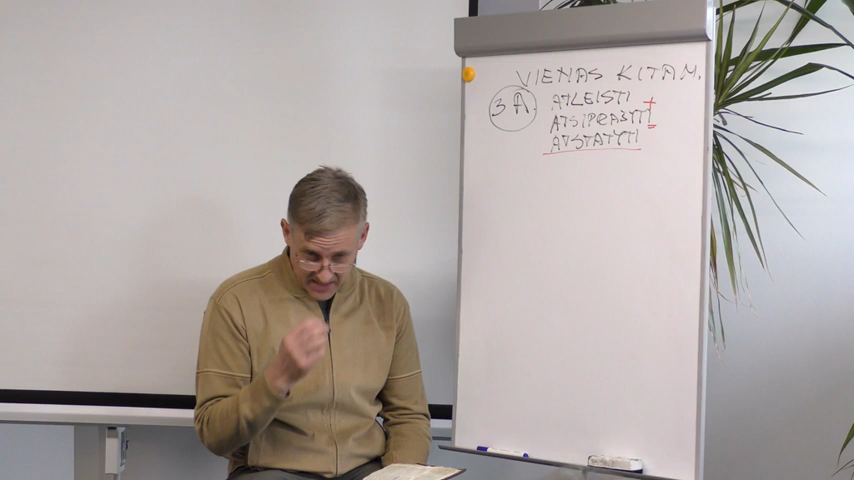 VIENAS KITAM.
3A. ATLEISTI
ATSIPRAŠYTI
ATSTATYTI